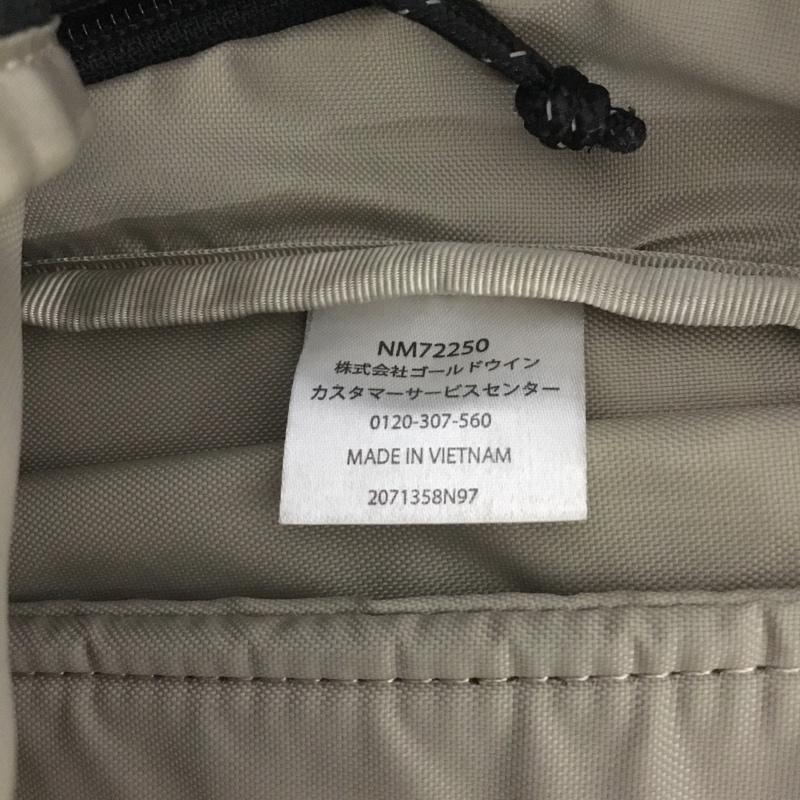 NM72250
株式会社ゴールドウイン
カスタマーサービスセンター
0120-307-560
MADE IN VIETNAM
2071358N97